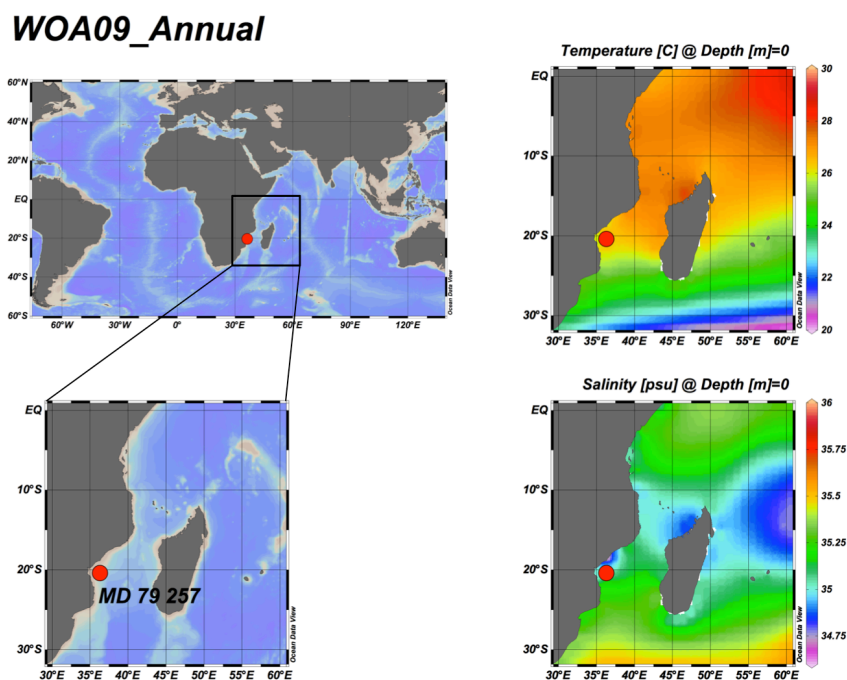 WOA09_Annual
Temperature [C] @ Depth [m]=0
60°N
40°N
20°N
EQ
20°S
40°S
60°S
60°W 30°W 0° 30°E 60°E 90°E 120°E
Ocean Data View
EQ
10°S
20°S
30°S
30°E 35°E 40°E 45°E 50°E 55°E 60°E
Ocean Data View
30
28
26
24
22
20
EQ
10°S
20°S
30°S
MD 79 257
30°E 35°E 40°E 45°E 50°E 55°E 60°E
Ocean Data View
Salinity [psu] @ Depth [m]=0
EQ
10°S
20°S
30°S
30°E 35°E 40°E 45°E 50°E 55°E 60°E
Ocean Data View
36
35.75
35.5
35.25
35
34.75